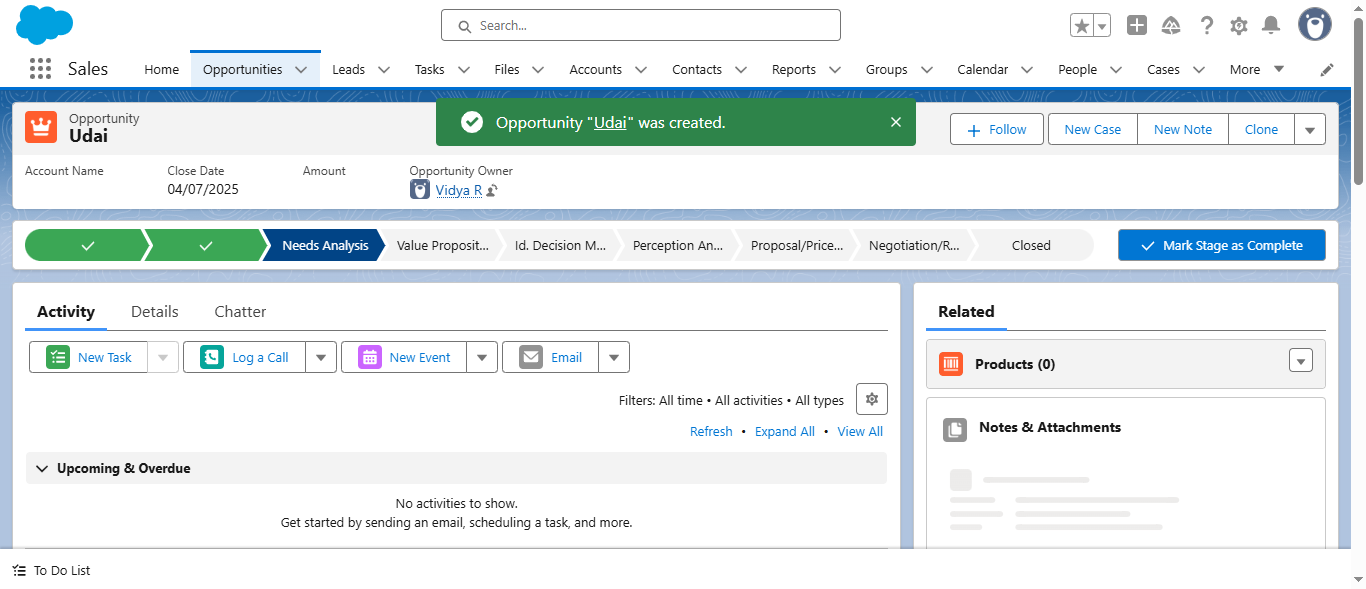 Search...
Sales
Home
Opportunities
Leads
Tasks
Files
Accounts
Contacts
Reports
Groups
Calendar
People
Cases
More
Opportunity
Udai
Opportunity "Udai" was created.
Follow
New Case
New Note
Clone
Account Name
Close Date
04/07/2025
Amount
Opportunity Owner
Vidya R
Needs Analysis
Value Proposit...
Id. Decision M...
Perception An...
Proposal/Price...
Negotiation/R...
Closed
Mark Stage as Complete
Activity
Details
Chatter
New Task
Log a Call
New Event
Email
Filters: All time • All activities • All types
Refresh • Expand All • View All
Upcoming & Overdue
No activities to show.
Get started by sending an email, scheduling a task, and more.
Related
Products (0)
Notes & Attachments
To Do List